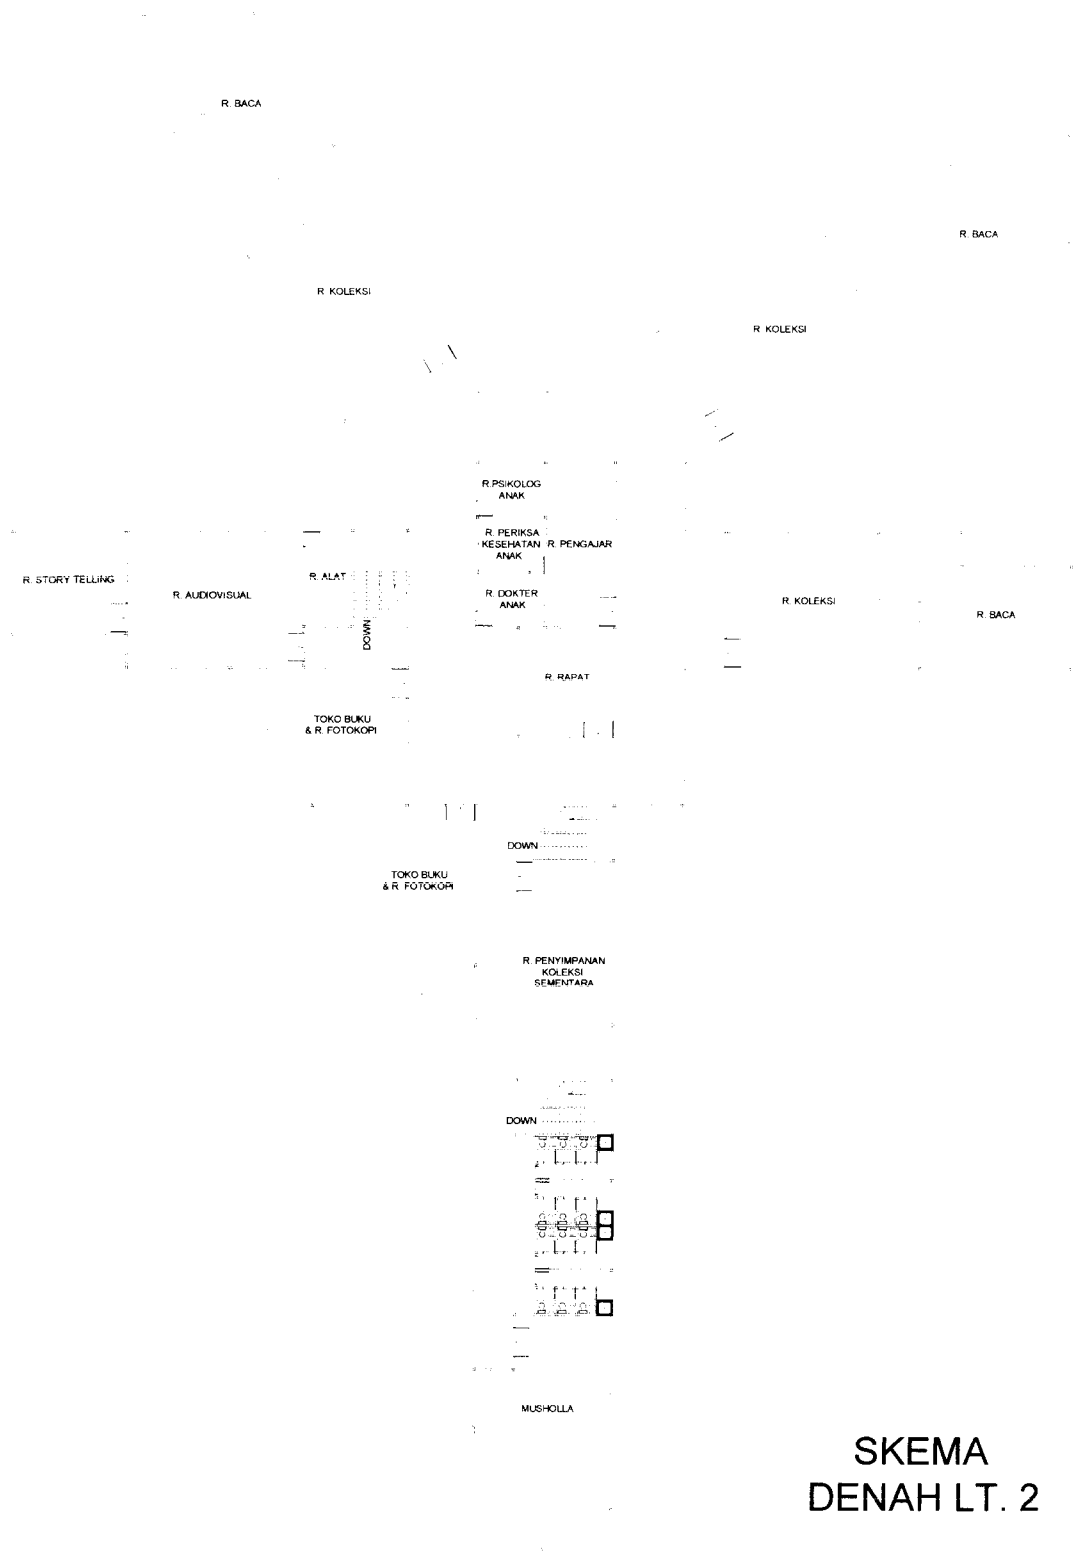 R. BACA
R. BACA
R. KOLEKSI
R. KOLEKSI
R.PSIKOLOG
ANAK
R. PERIKSA
KESEHATAN
ANAK
R. PENGAJAR
R. STORY TELLING
R. AUDIOVISUAL
R. ALAT
DOWN
R. DOKTER
ANAK
R. KOLEKSI
R. BACA
R. RAPAT
TOKO BUKU
& R. FOTOKOPI
DOWN
TOKO BUKU
& R. FOTOKOPI
R. PENYIMPANAN
KOLEKSI
SEMENTARA
DOWN
MUSHOLLA
SKEMA
DENAH LT. 2